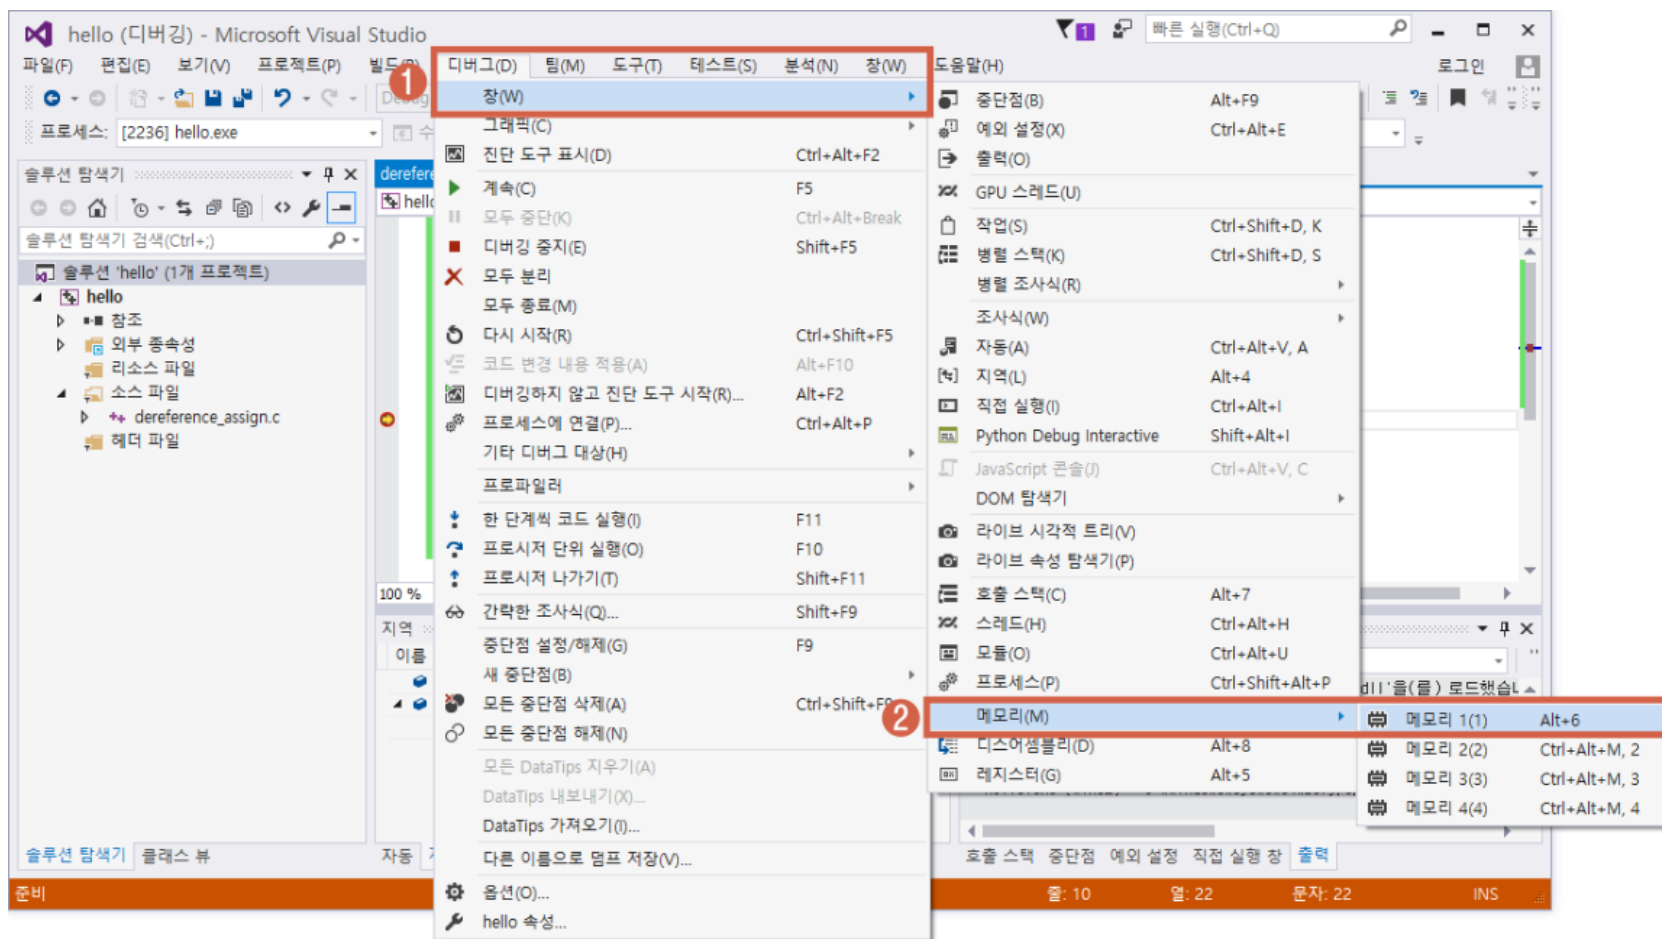 hello (디버깅) - Microsoft Visual Studio
1
빠른 실행(Ctrl+Q)
파일(F) 편집(E) 보기(V) 프로젝트(P) 디버그(D) 팀(M) 도구(T) 테스트(S) 분석(N) 창(W) 도움말(H) 로그인
1
프로세스: [2236] hello.exe
솔루션 탐색기
솔루션 탐색기 검색(Ctrl+;)
솔루션 'hello' (1개 프로젝트)
hello
참조
외부 종속성
리소스 파일
소스 파일
dereference_assign.c
헤더 파일
솔루션 탐색기 클래스 뷰
100 %
지역
이름
자동
창(W)
그래픽(C)
진단 도구 표시(D) Ctrl+Alt+F2
계속(C) F5
모두 중단(K) Ctrl+Alt+Break
디버깅 중지(E) Shift+F5
모두 분리
모두 종료(M)
다시 시작(R) Ctrl+Shift+F5
코드 변경 내용 적용(A) Alt+F10
디버깅하지 않고 진단 도구 시작(R)... Alt+F2
프로세스에 연결(P)... Ctrl+Alt+P
기타 디버그 대상(H)
프로파일러
한 단계씩 코드 실행(I) F11
프로시저 단위 실행(O) F10
프로시저 나가기(T) Shift+F11
간략한 조사식(Q)... Shift+F9
중단점 설정/해제(G) F9
새 중단점(B)
모든 중단점 삭제(A) Ctrl+Shift+F9
모든 중단점 해제(N)
모든 DataTips 지우기(A)
DataTips 내보내기(X)...
DataTips 가져오기(I)...
다른 이름으로 덤프 저장(V)...
옵션(O)...
hello 속성...
중단점(B) Alt+F9
예외 설정(X) Ctrl+Alt+E
출력(O)
GPU 스레드(U)
작업(S) Ctrl+Shift+D, K
병렬 스택(K) Ctrl+Shift+D, S
병렬 조사식(R)
조사식(W)
자동(A) Ctrl+Alt+V, A
지역(L) Alt+4
직접 실행(I) Ctrl+Alt+I
Python Debug Interactive Shift+Alt+I
JavaScript 콘솔(J) Ctrl+Alt+V, C
DOM 탐색기
라이브 시각적 트리(V)
라이브 속성 탐색기(P)
호출 스택(C) Alt+7
스레드(H) Ctrl+Alt+H
모듈(O) Ctrl+Alt+U
프로세스(P) Ctrl+Shift+Alt+P
2
메모리(M)
디스어셈블리(D) Alt+8
레지스터(G) Alt+5
을(를) 로드했습
메모리 1(1) Alt+6
메모리 2(2) Ctrl+Alt+M, 2
메모리 3(3) Ctrl+Alt+M, 3
메모리 4(4) Ctrl+Alt+M, 4
호출 스택 중단점 예외 설정 직접 실행 창 출력
준비 줄: 10 열: 22 문자: 22 INS